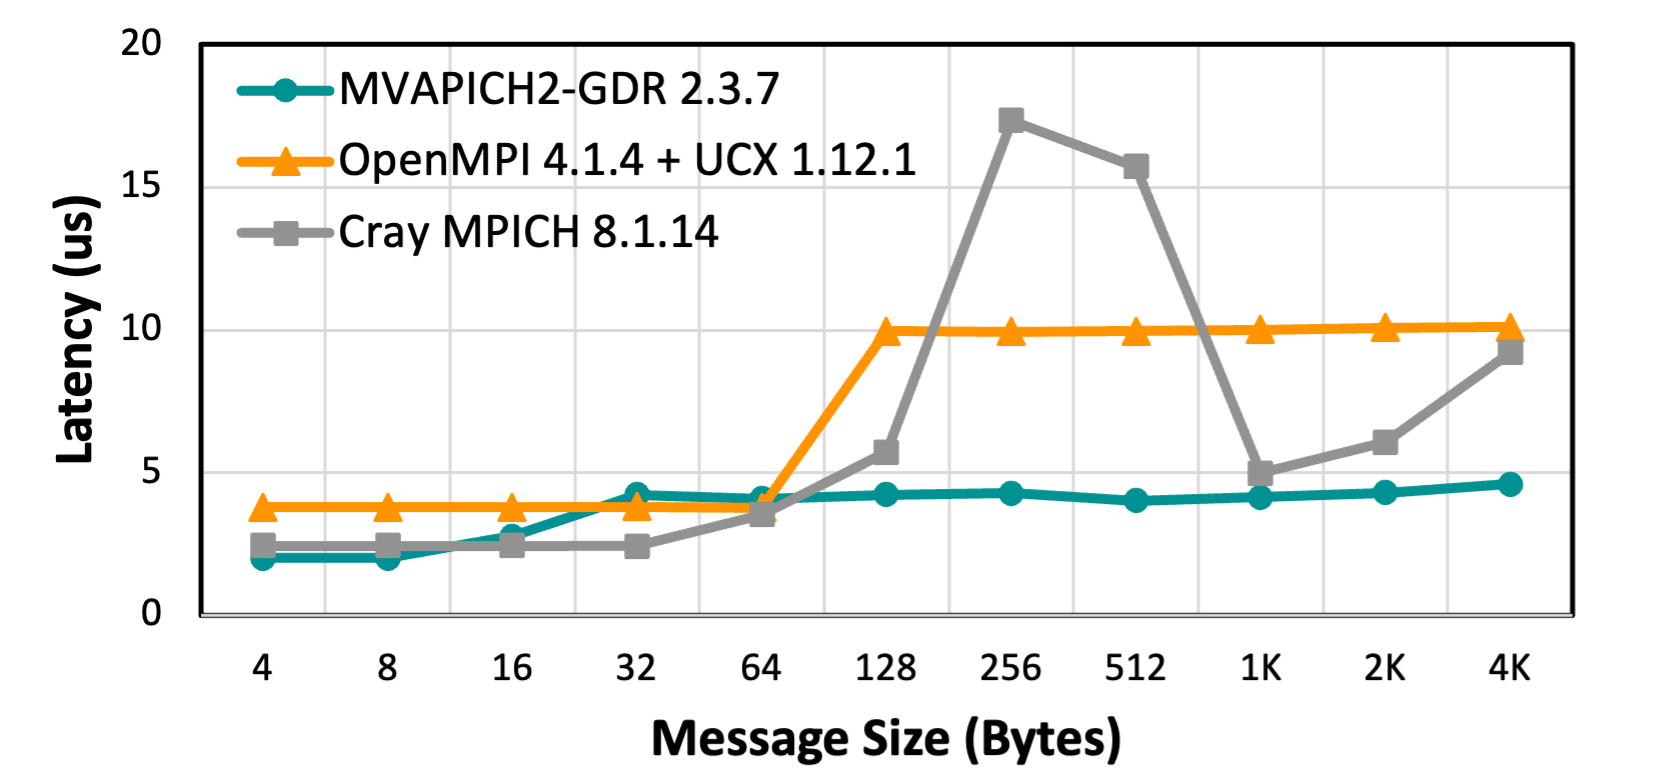 20
15
10
5
0
Latency (us)
MVAPICH2-GDR 2.3.7
OpenMPI 4.1.4 + UCX 1.12.1
Cray MPICH 8.1.14
4 8 16 32 64 128 256 512 1K 2K 4K
Message Size (Bytes)